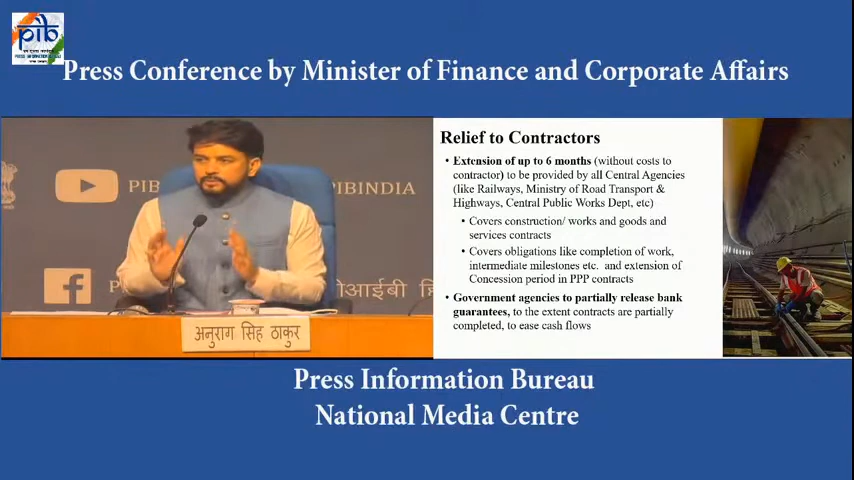 pib
PRESS INFORMATION BUREAU
Press Conference by Minister of Finance and Corporate Affairs
PIB
PIBINDIA
अनुराग सिंह ठाकुर
Relief to Contractors
• Extension of up to 6 months (without costs to
contractor) to be provided by all Central Agencies
(like Railways, Ministry of Road Transport &
Highways, Central Public Works Dept, etc)
• Covers construction/ works and goods and
services contracts
• Covers obligations like completion of work,
intermediate milestones etc. and extension of
Concession period in PPP contracts
• Government agencies to partially release bank
guarantees, to the extent contracts are partially
completed, to ease cash flows
Press Information Bureau
National Media Centre